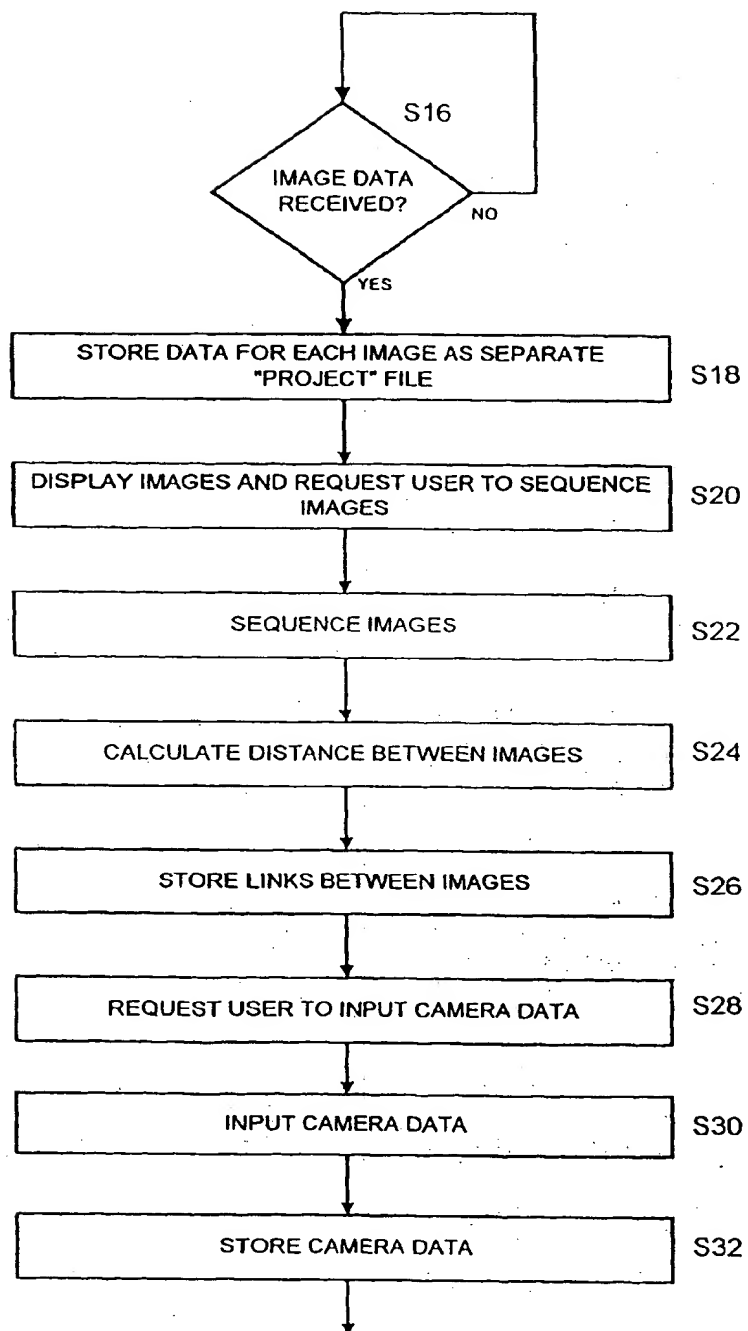 S16
IMAGE DATA
RECEIVED?
NO
YES
STORE DATA FOR EACH IMAGE AS SEPARATE
"PROJECT" FILE
S18
DISPLAY IMAGES AND REQUEST USER TO SEQUENCE
IMAGES
S20
SEQUENCE IMAGES
S22
CALCULATE DISTANCE BETWEEN IMAGES
S24
STORE LINKS BETWEEN IMAGES
S26
REQUEST USER TO INPUT CAMERA DATA
S28
INPUT CAMERA DATA
S30
STORE CAMERA DATA
S32